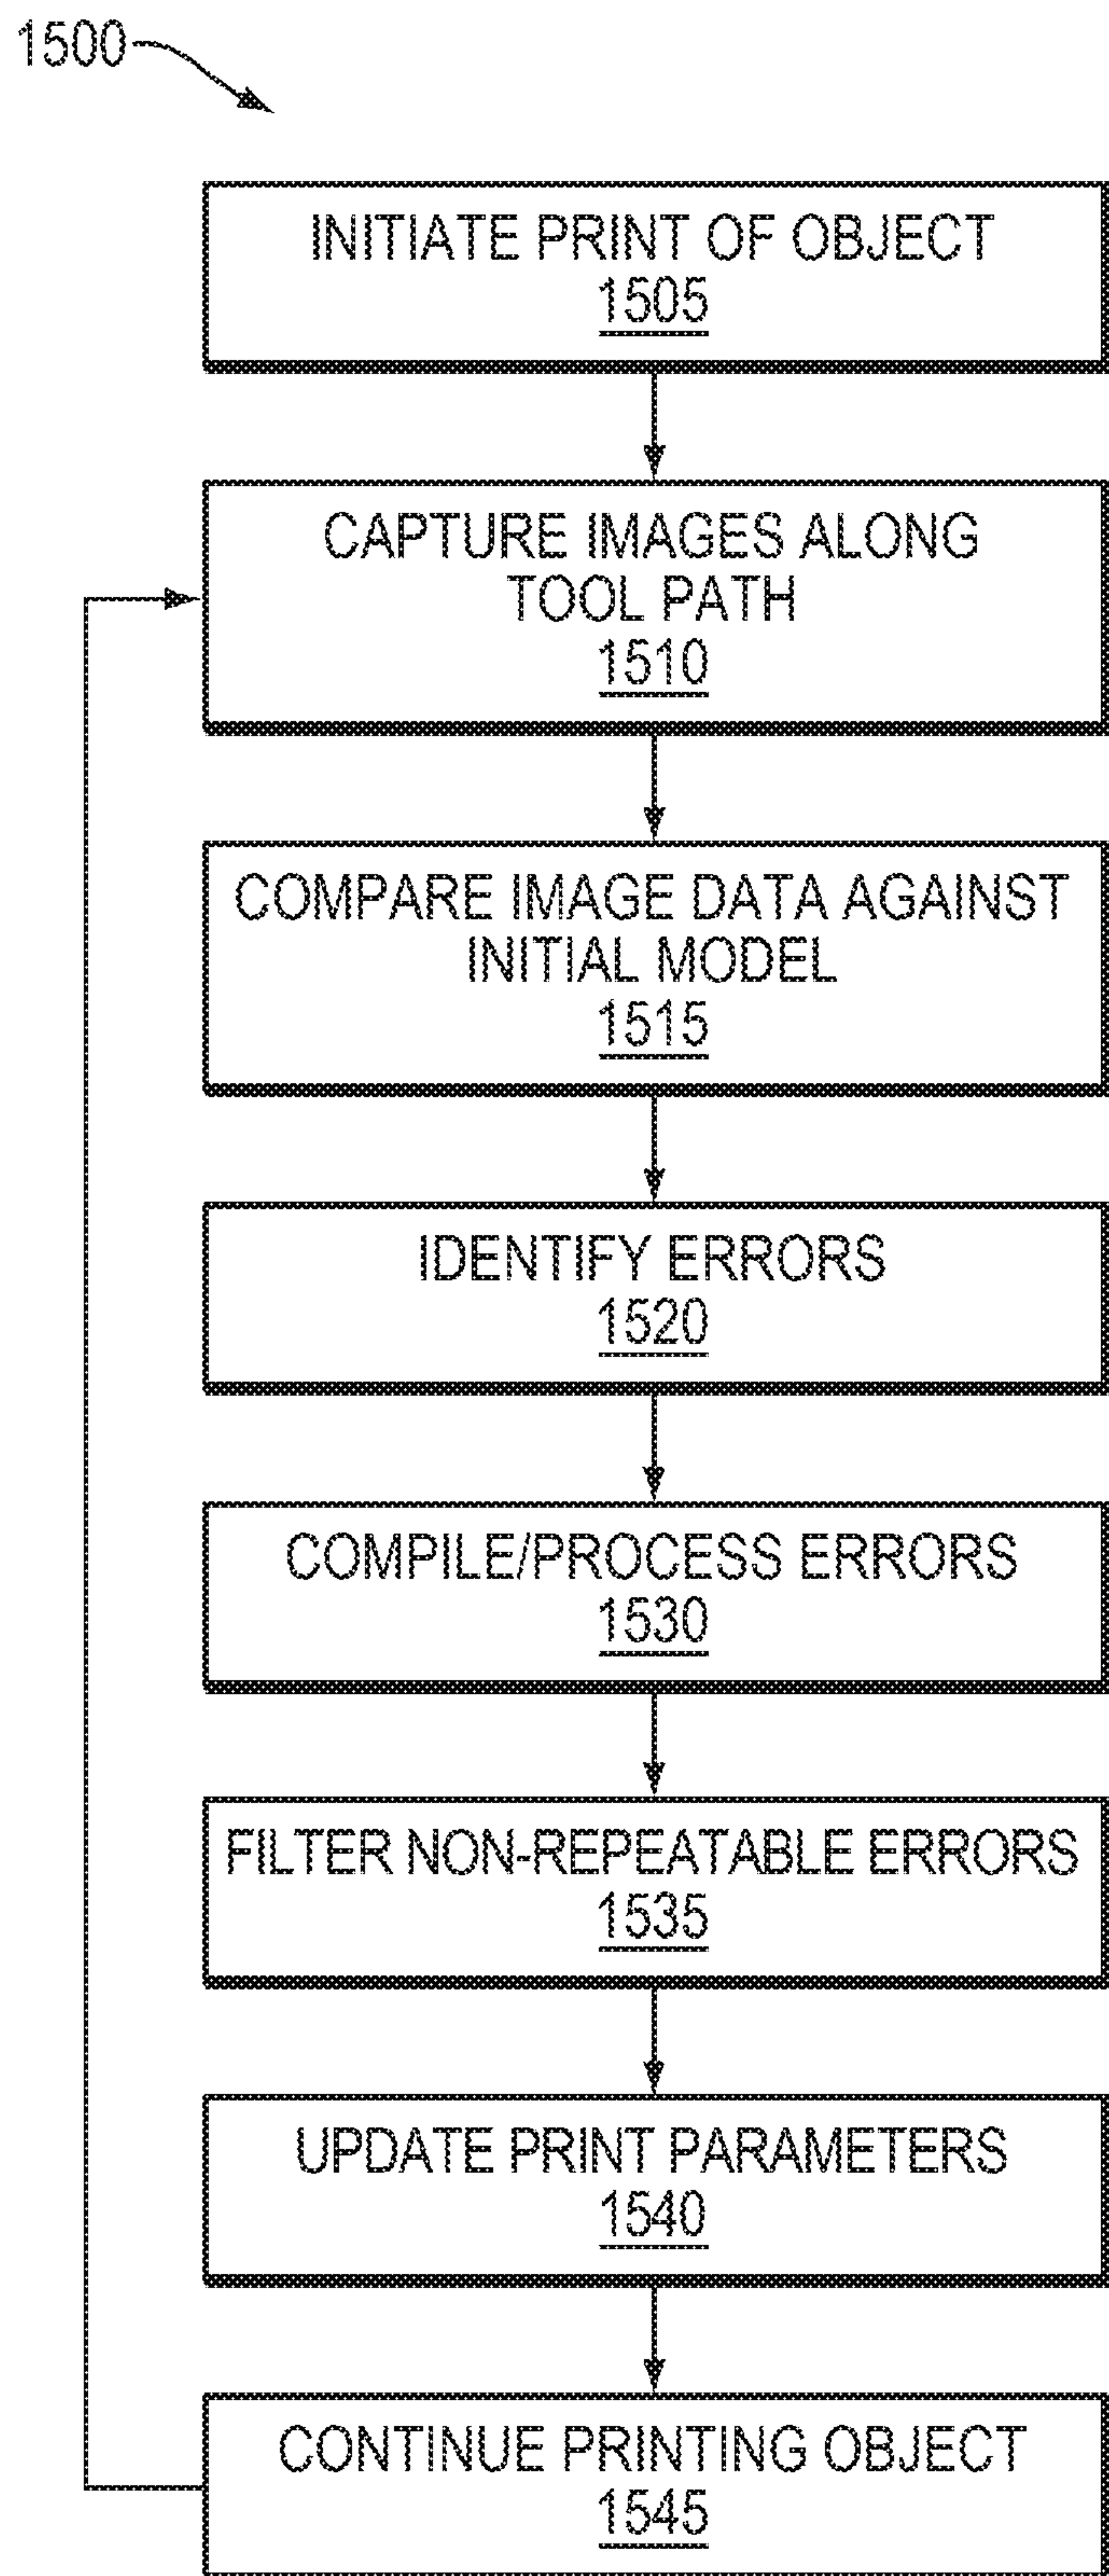 1500
INITIATE PRINT OF OBJECT
1505
CAPTURE IMAGES ALONG
TOOL PATH
1510
COMPARE IMAGE DATA AGAINST
INITIAL MODEL
1515
IDENTIFY ERRORS
1520
COMPILE/PROCESS ERRORS
1530
FILTER NON-REPEATABLE ERRORS
1535
UPDATE PRINT PARAMETERS
1540
CONTINUE PRINTING OBJECT
1545